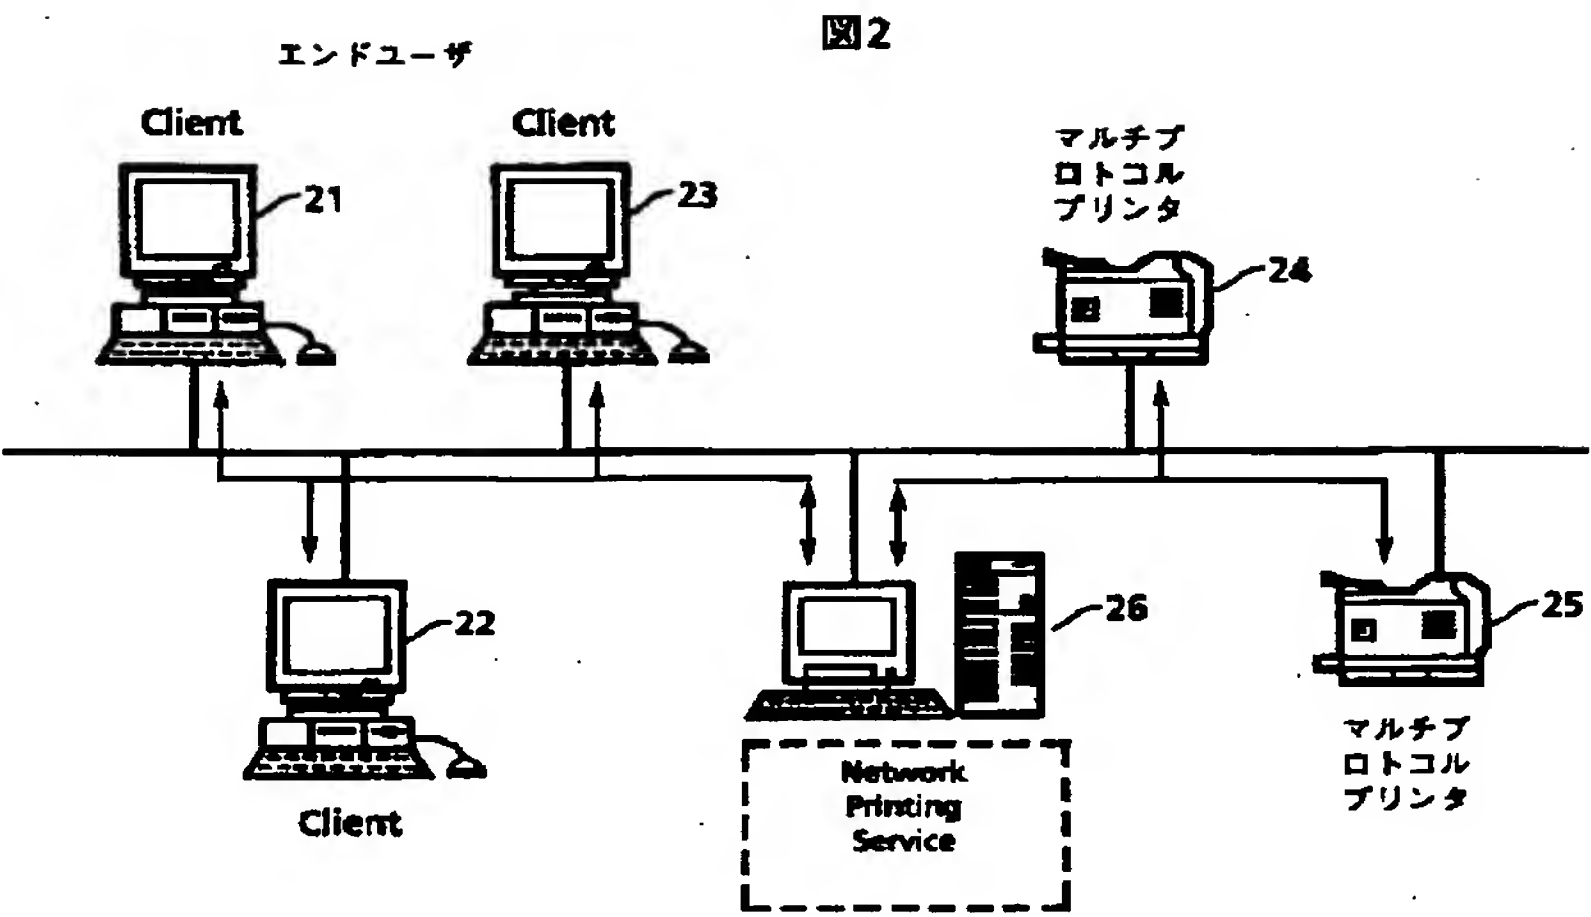 図2
エンドユーザ
Client
Client
21
23
マルチプ
ロトコル
プリンタ
24
22
Client
26
Network
Printing
Service
25
マルチプ
ロトコル
プリンタ